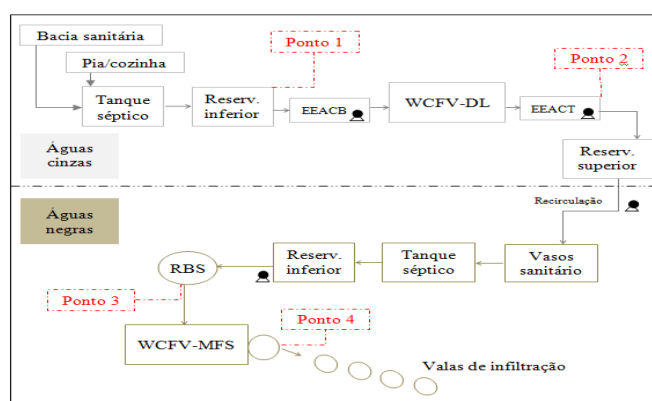 Bacia sanitária
Pia/cozinha
Ponto 1
Ponto 2
Tanque
séptico
Reserv.
inferior
EEACB
WCFV-DL
EEACT
Águas
cinzas
Reserv.
superior
Recirculação
Águas
negras
RBS
Reserv.
inferior
Tanque
séptico
Vasos
sanitário
Ponto 3
Ponto 4
WCFV-MFS
Valas de infiltração